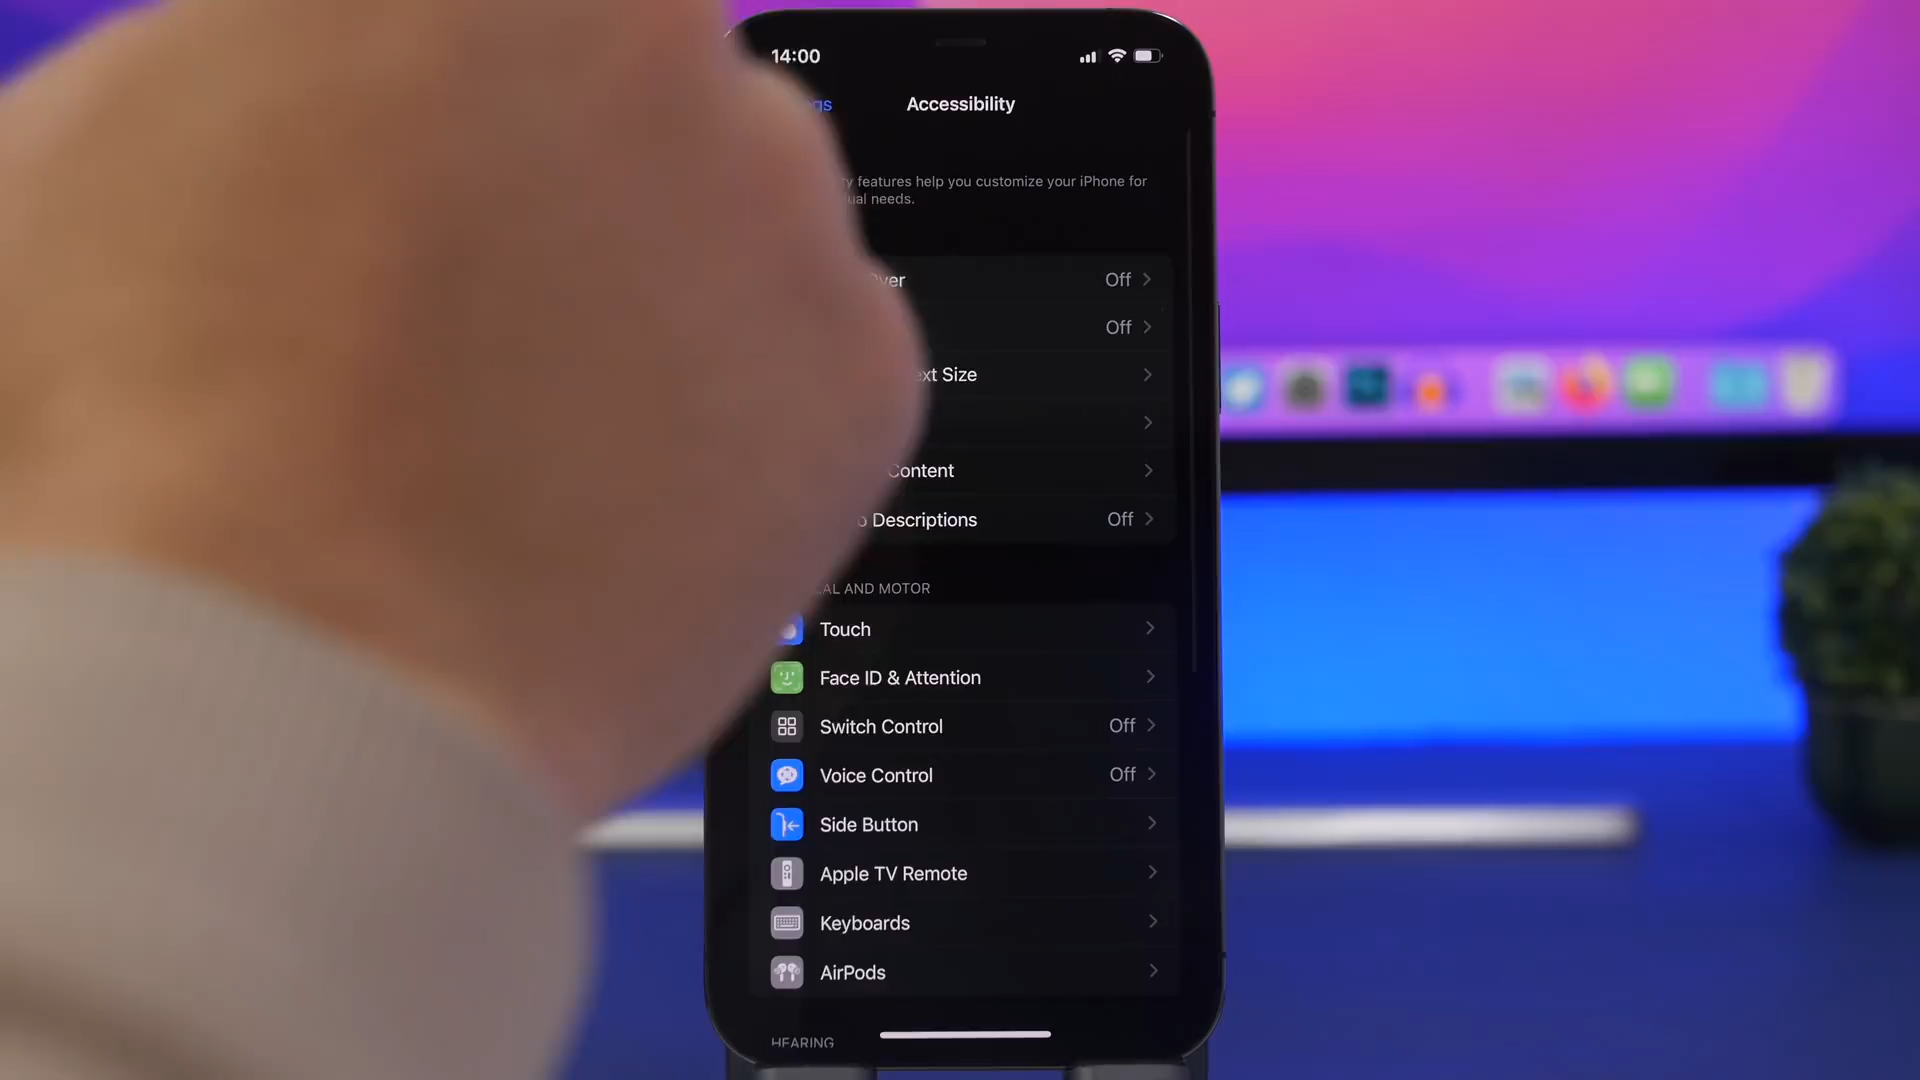 14:00
Accessibility
features help you customize your iPhone for
needs.
Off
Off
Size
Content
Descriptions
Off
AND MOTOR
Touch
Face ID & Attention
Switch Control
Off
Voice Control
Off
Side Button
Apple TV Remote
Keyboards
AirPods
HEARING